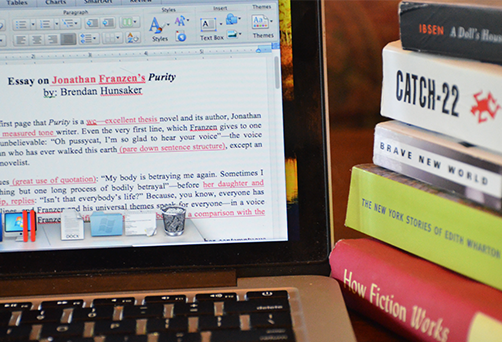 Tables Charts SmartArt Review
Paragraph Styles Insert Themes
Styles Text Box Themes
Essay on Jonathan Franzen's Purity
by: Brendan Hunsaker
first page that Purity is a we—excellent thesis novel and its author, Jonathan
measured tone writer. Even the very first line, which Franzen gives to one
unbelievable: "Oh pussycat, I'm so glad to hear your voice"—the voice
an who has ever walked this earth (pare down sentence structure), except an
novelist.
(great use of quotation): "My body is betraying me again. Sometimes I
thing but one long process of bodily betrayal"—before her daughter and
replies: "Isn't that everybody's life?" Because, you know, everyone has
and Franzen and his universal themes speak for everyone—in a voice
a comparison with the
IBSEN A Doll's House
CATCH-22
BRAVE NEW WORLD
THE NEW YORK STORIES OF EDITH WHARTON
How Fiction Works